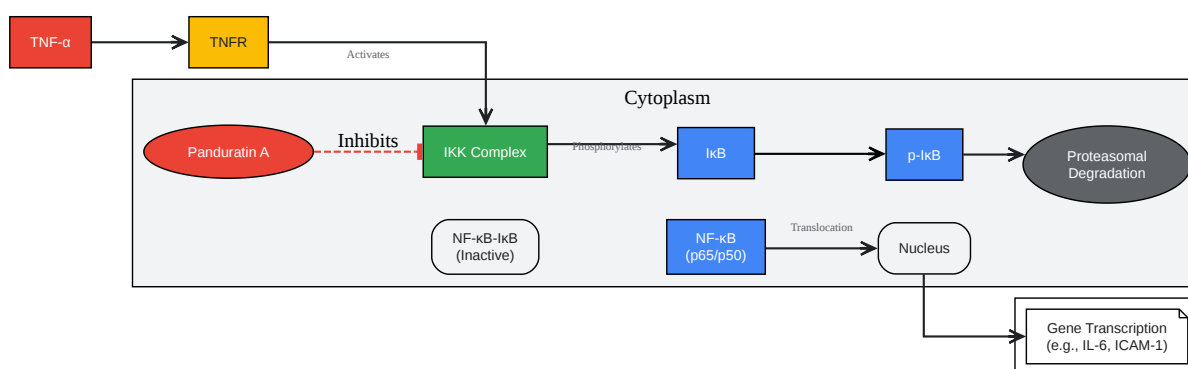 TNF-α
TNFR
Activates
Cytoplasm
Panduratin A
Inhibits
IKK Complex
Phosphorylates
IκB
p-IκB
Proteasomal
Degradation
NF-κB-IκB
(Inactive)
NF-κB
(p65/p50)
Translocation
Nucleus
Gene Transcription
(e.g., IL-6, ICAM-1)